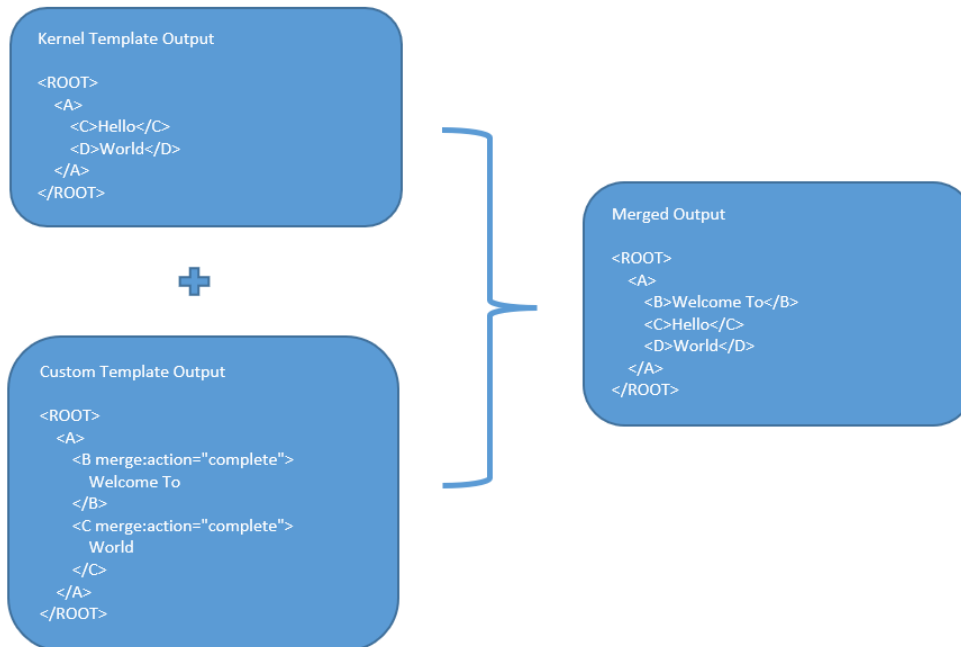 Kernel Template Output
<ROOT>
<A>
<C>Hello</C>
<D>World</D>
</A>
</ROOT>
Custom Template Output
<ROOT>
<A>
<B merge:action="complete">
Welcome To
</B>
<C merge:action="complete">
World
</C>
</A>
</ROOT>
Merged Output
<ROOT>
<A>
<B>Welcome To</B>
<C>Hello</C>
<D>World</D>
</A>
</ROOT>